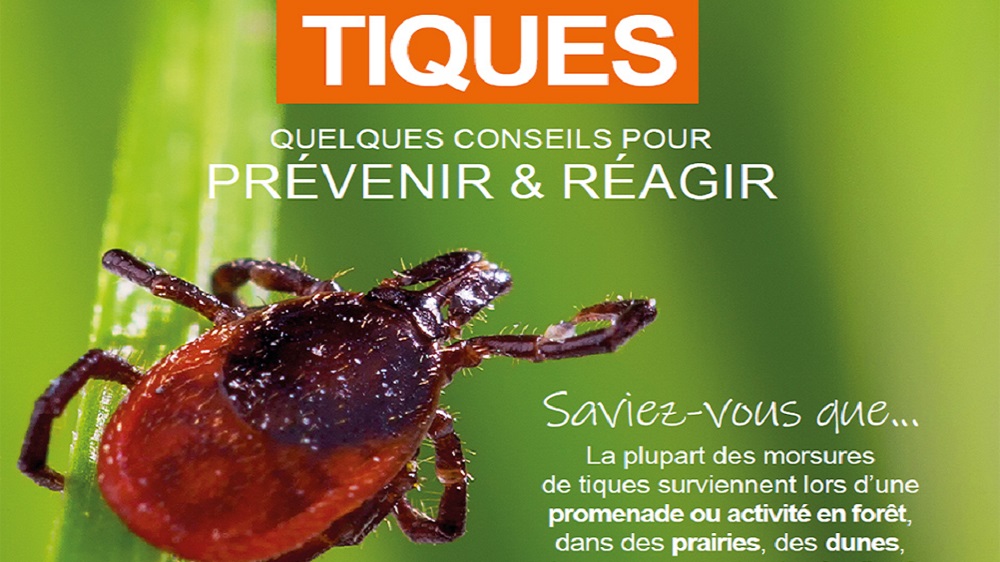 TIQUES
QUELQUES CONSEILS POUR
PRÉVENIR & RÉAGIR
Saviez-vous que...
La plupart des morsures
de tiques surviennent lors d'une
promenade ou activité en forêt,
dans des prairies, des dunes,